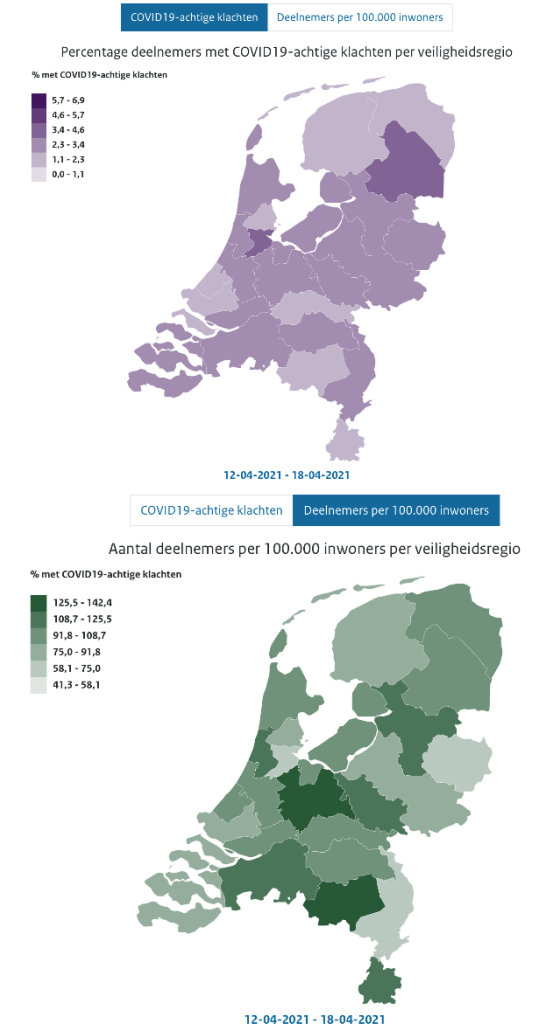 COVID19-achtige klachten Deelnemers per 100.000 inwoners
Percentage deelnemers met COVID19-achtige klachten per veiligheidsregio
% met COVID19-achtige klachten
5,7 - 6,9
4,6 - 5,7
3,4 - 4,6
2,3 - 3,4
1,1 - 2,3
0,0 - 1,1
12-04-2021 - 18-04-2021
COVID19-achtige klachten Deelnemers per 100.000 inwoners
Aantal deelnemers per 100.000 inwoners per veiligheidsregio
% met COVID19-achtige klachten
125,5 - 142,4
108,7 - 125,5
91,8 - 108,7
75,0 - 91,8
58,1 - 75,0
41,3 - 58,1
12-04-2021 - 18-04-2021